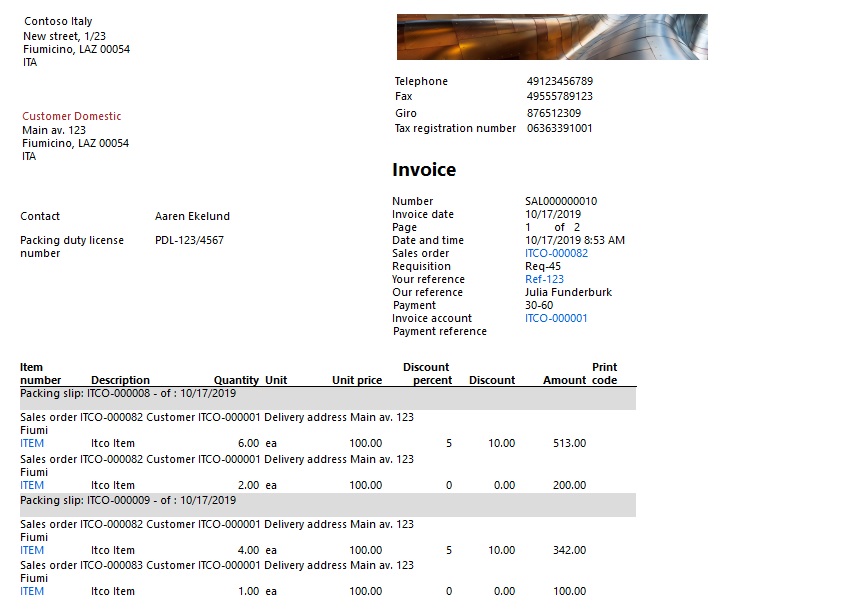 Contoso Italy
New street, 1/23
Fiumicino, LAZ 00054
ITA
Telephone 49123456789
Fax 49555789123
Giro 876512309
Tax registration number 06363391001
Customer Domestic
Main av. 123
Fiumicino, LAZ 00054
ITA
Invoice
Contact Aaren Ekelund
Packing duty license number PDL-123/4567
Number SAL000000010
Invoice date 10/17/2019
Page 1 of 2
Date and time 10/17/2019 8:53 AM
Sales order ITCO-000082
Requisition Req-45
Your reference Ref-123
Our reference Julia Funderburk
Payment 30-60
Invoice account ITCO-000001
Payment reference
Item number Description Quantity Unit Unit price Discount percent Discount Amount Print code
Packing slip: ITCO-000008 - of : 10/17/2019
Sales order ITCO-000082 Customer ITCO-000001 Delivery address Main av. 123
Fiumi
ITEM Itco Item 6.00 ea 100.00 5 10.00 513.00
Sales order ITCO-000082 Customer ITCO-000001 Delivery address Main av. 123
Fiumi
ITEM Itco Item 2.00 ea 100.00 0 0.00 200.00
Packing slip: ITCO-000009 - of : 10/17/2019
Sales order ITCO-000082 Customer ITCO-000001 Delivery address Main av. 123
Fiumi
ITEM Itco Item 4.00 ea 100.00 5 10.00 342.00
Sales order ITCO-000083 Customer ITCO-000001 Delivery address Main av. 123
Fiumi
ITEM Itco Item 1.00 ea 100.00 0 0.00 100.00